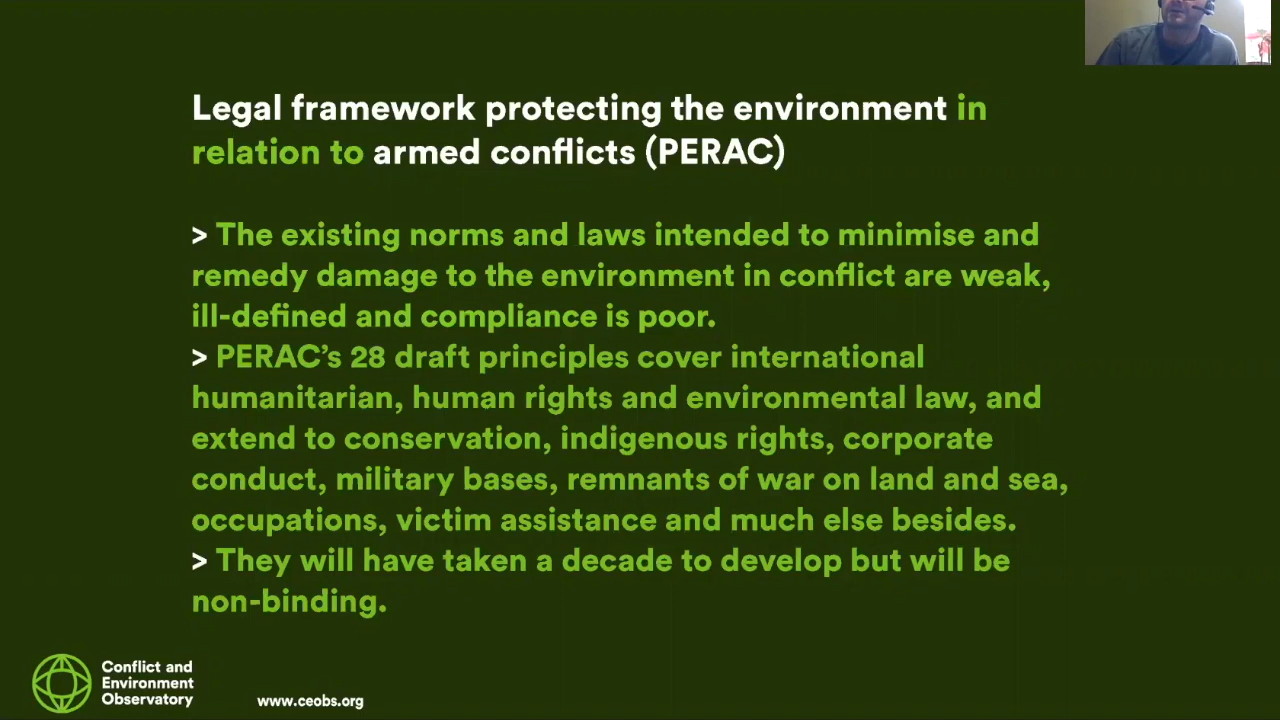 Legal framework protecting the environment in
relation to armed conflicts (PERAC)
> The existing norms and laws intended to minimise and
remedy damage to the environment in conflict are weak,
ill-defined and compliance is poor.
> PERAC’s 28 draft principles cover international
humanitarian, human rights and environmental law, and
extend to conservation, indigenous rights, corporate
conduct, military bases, remnants of war on land and sea,
occupations, victim assistance and much else besides.
> They will have taken a decade to develop but will be
non-binding.
Conflict and
Environment
Observatory
www.ceobs.org